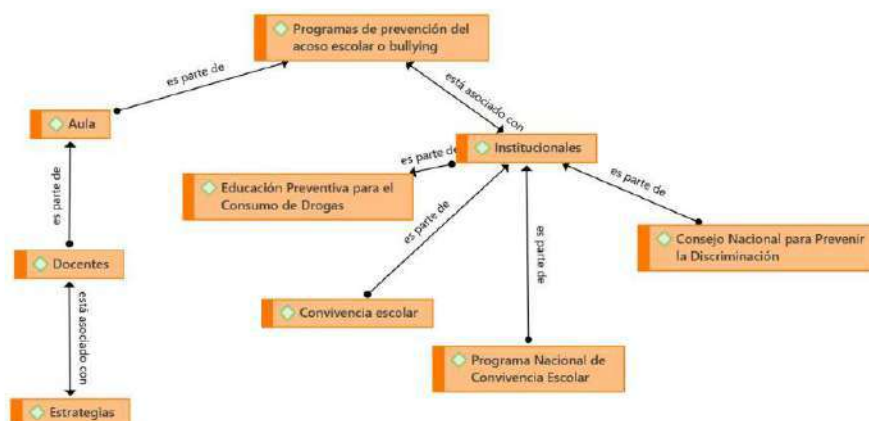 Programas de prevención del
acoso escolar o bullying
es parte de
está asociado con
Aula
Institucionales
es parte de
Educación Preventiva para el
Consumo de Drogas
es parte de
es parte de
es parte de
es parte de
Consejo Nacional para Prevenir
la Discriminación
Docentes
Convivencia escolar
está asociado con
Programa Nacional de
Convivencia Escolar
Estrategias